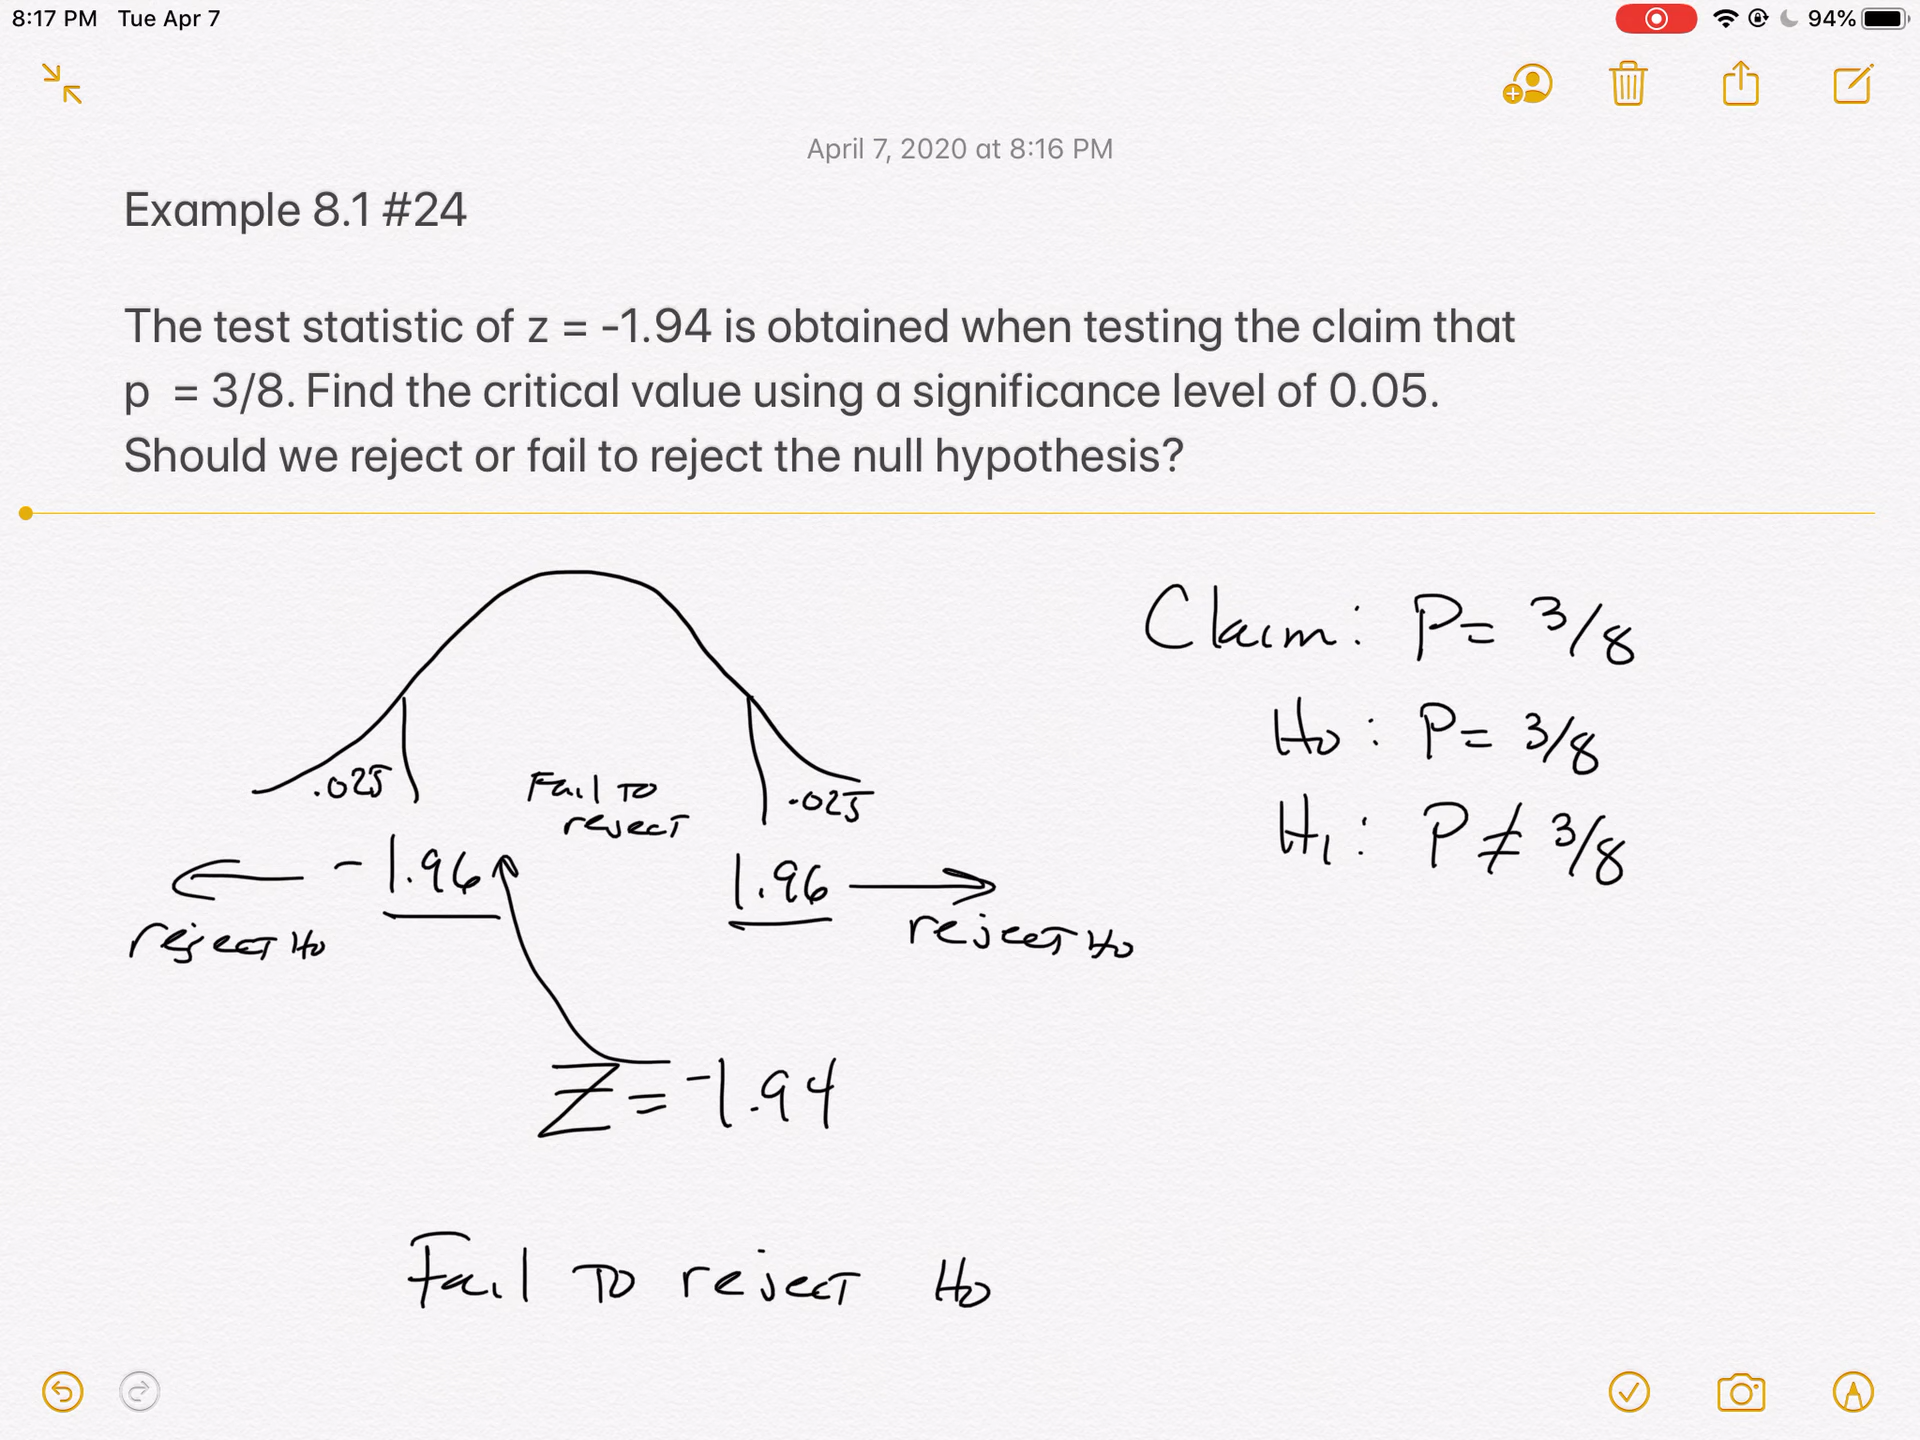 8:17 PM Tue Apr 7
94%
April 7, 2020 at 8:16 PM
Example 8.1 #24
The test statistic of z = -1.94 is obtained when testing the claim that
p = 3/8. Find the critical value using a significance level of 0.05.
Should we reject or fail to reject the null hypothesis?
Claim: P = 3/8
Ho: P = 3/8
H1: P ≠ 3/8
.025
Fail To
reject
.025
-1.96
1.96
reject Ho
reject Ho
Z = -1.94
Fail To reject Ho